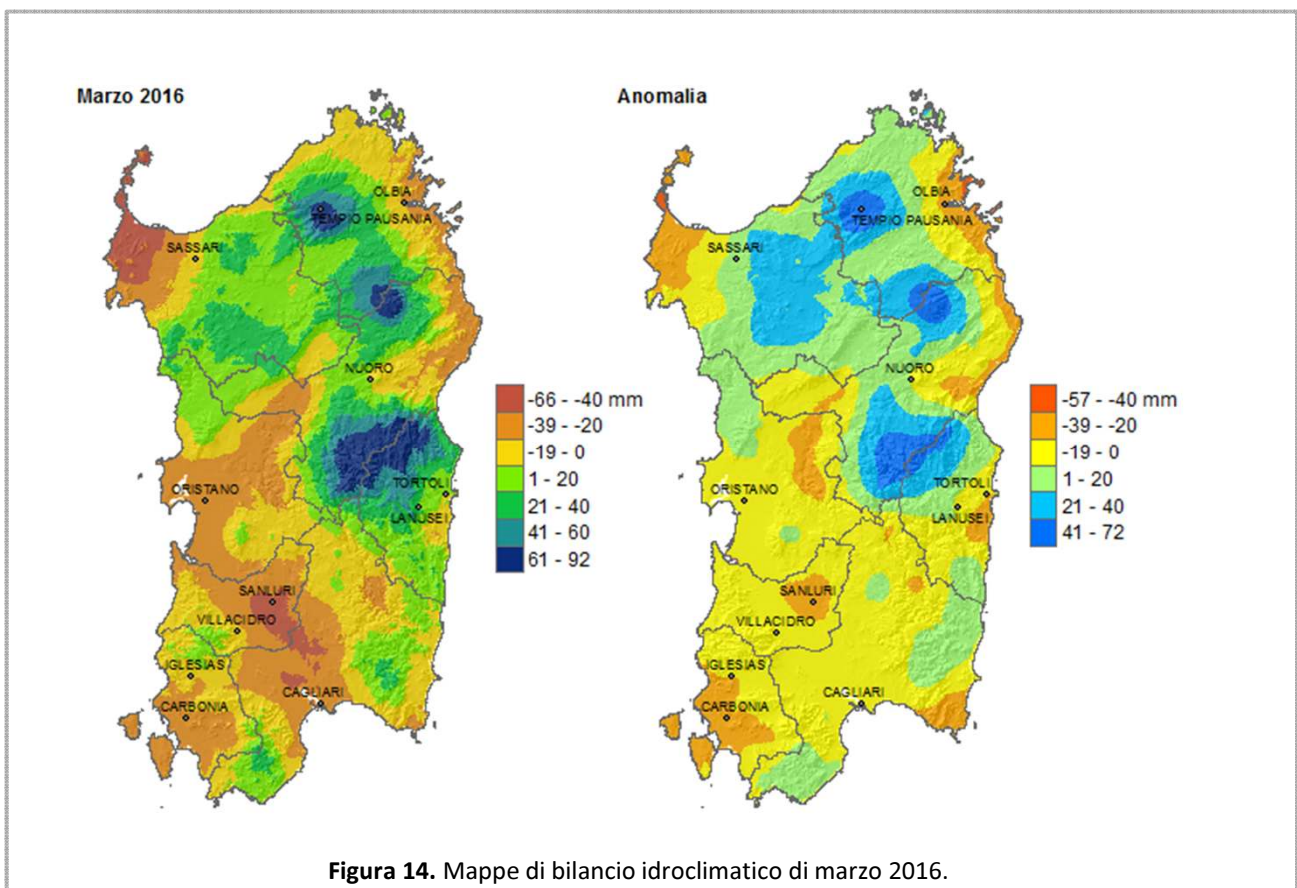 Marzo 2016
OLBIA
TEMPIO PAUSANIA
SASSARI
NUORO
ORISTANO
TORTOLI
LANUSEI
SANLURI
VILLACIDRO
IGLESIAS
CAGLIARI
CARBONIA
-66 - -40 mm
-39 - -20
-19 - 0
1 - 20
21 - 40
41 - 60
61 - 92
Anomalia
OLBIA
TEMPIO PAUSANIA
SASSARI
NUORO
ORISTANO
TORTOLI
LANUSEI
SANLURI
VILLACIDRO
IGLESIAS
CAGLIARI
CARBONIA
-57 - -40 mm
-39 - -20
-19 - 0
1 - 20
21 - 40
41 - 72
Figura 14. Mappe di bilancio idroclimatico di marzo 2016.